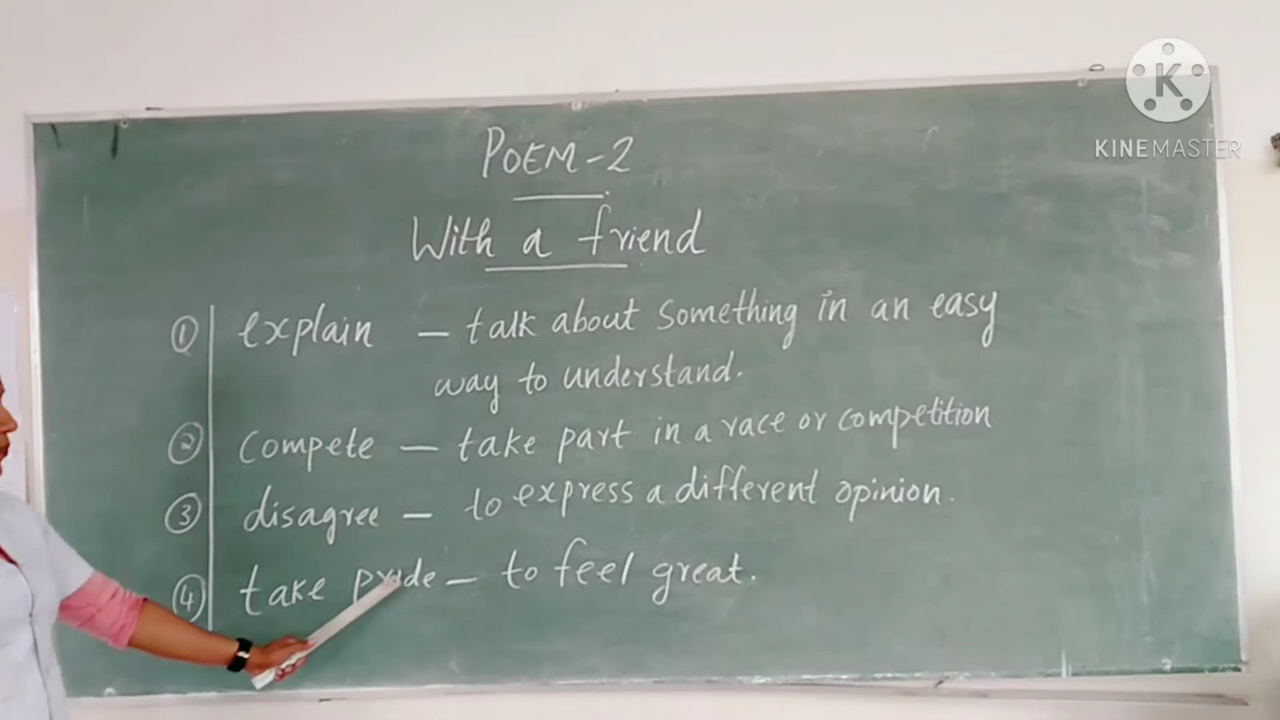 POEM-2
With a friend
① explain – talk about something in an easy
way to understand.
② Compete – take part in a race or competition
③ disagree – to express a different opinion.
④ take pride – to feel great.
K
KINEMASTER